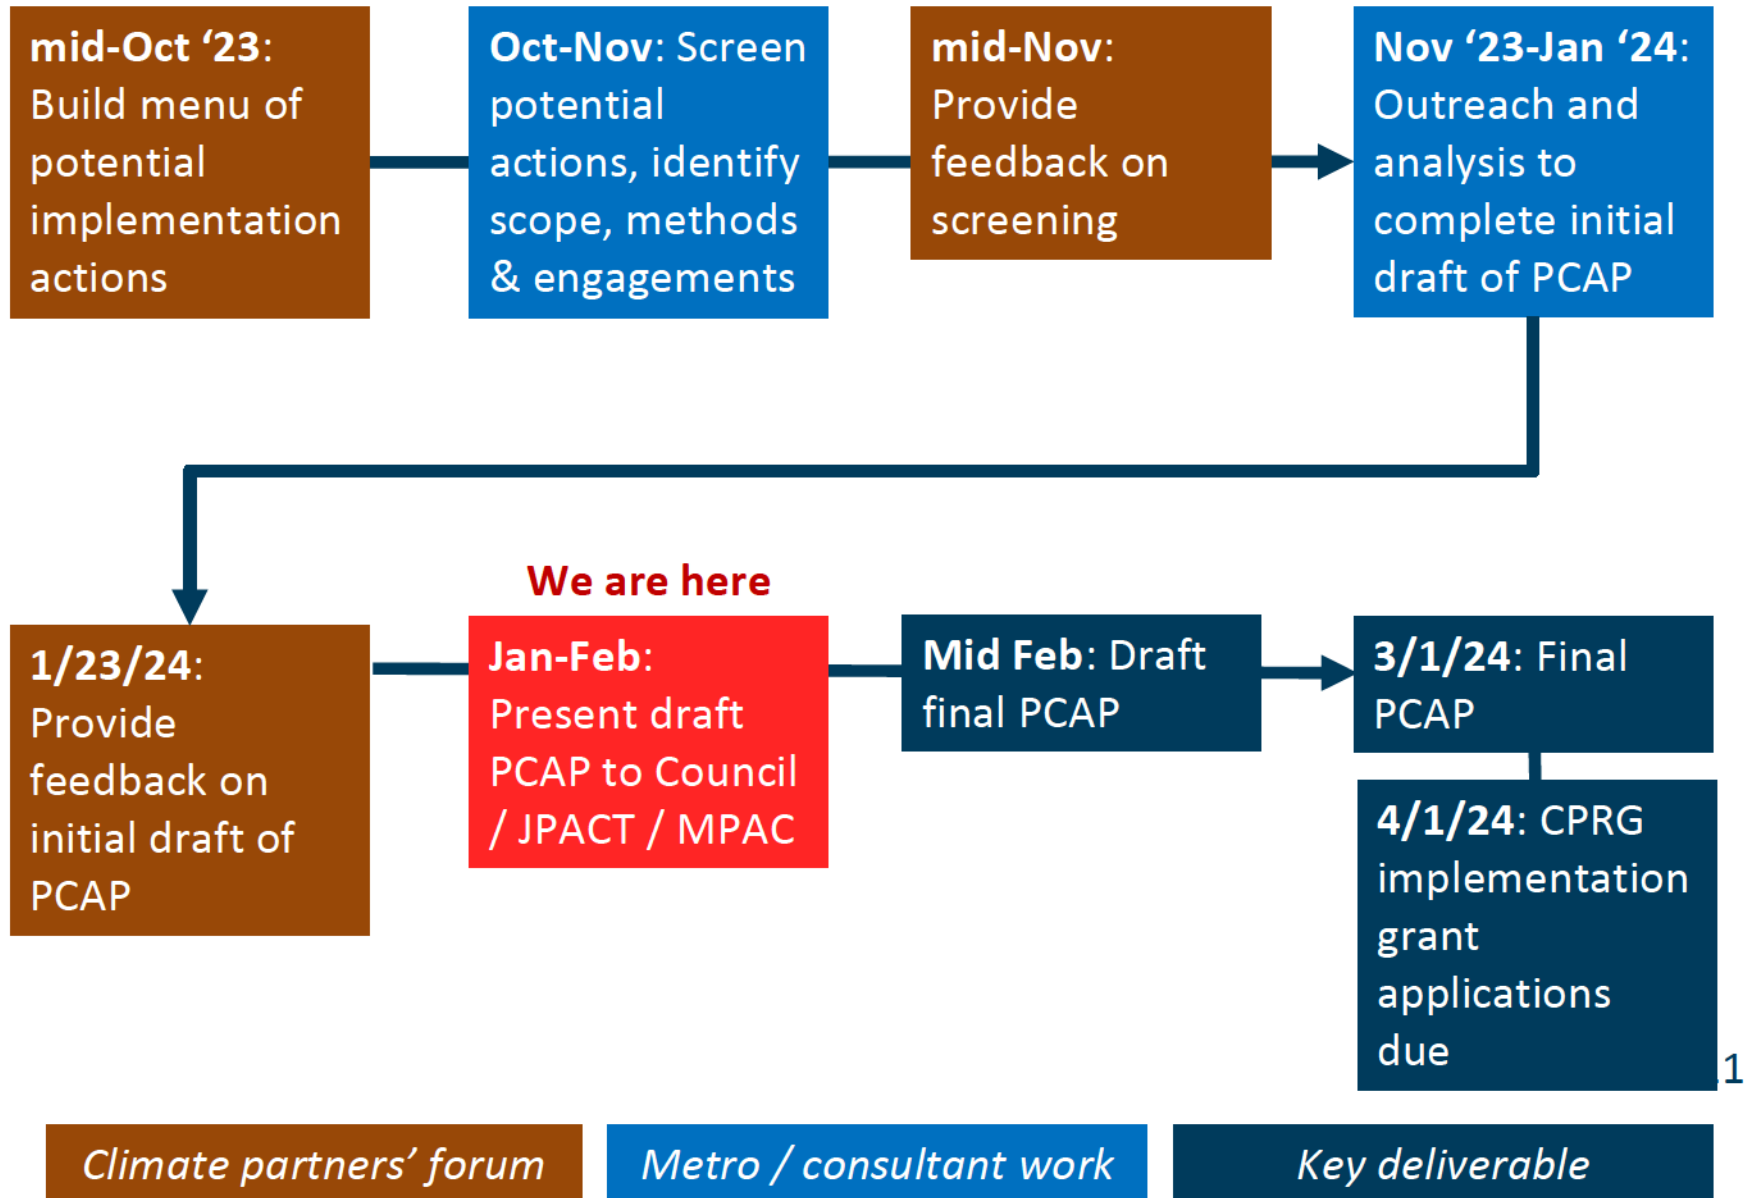 mid-Oct ‘23:
Build menu of
potential
implementation
actions
Oct-Nov: Screen
potential
actions, identify
scope, methods
& engagements
mid-Nov:
Provide
feedback on
screening
Nov ‘23-Jan ‘24:
Outreach and
analysis to
complete initial
draft of PCAP
1/23/24:
Provide
feedback on
initial draft of
PCAP
We are here
Jan-Feb:
Present draft
PCAP to Council
/ JPACT / MPAC
Mid Feb: Draft
final PCAP
3/1/24: Final
PCAP
4/1/24: CPRG
implementation
grant
applications
due
Climate partners’ forum
Metro / consultant work
Key deliverable